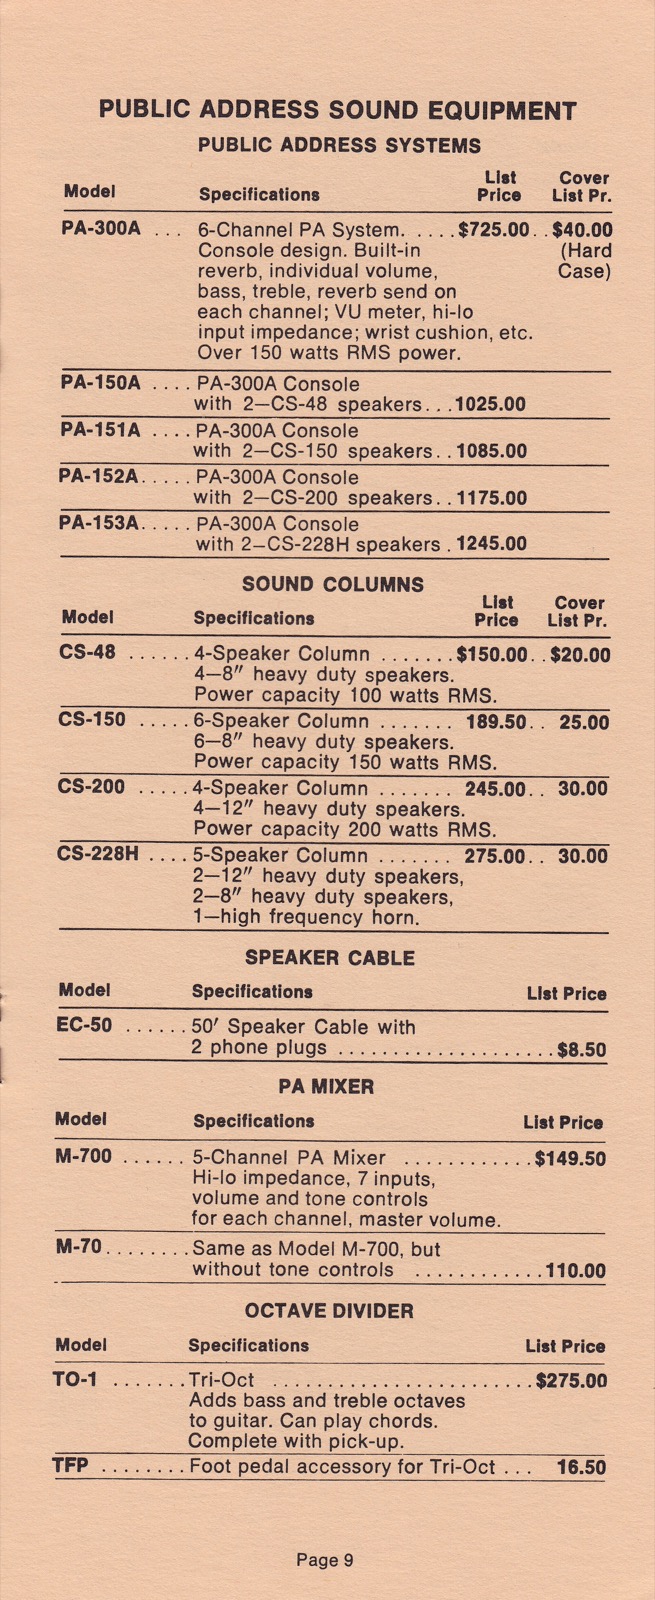 PUBLIC ADDRESS SOUND EQUIPMENT
PUBLIC ADDRESS SYSTEMS
Model Specifications List Price Cover List Pr.
PA-300A ... 6-Channel PA System. ....$725.00..$40.00
Console design. Built-in (Hard
reverb, individual volume, Case)
bass, treble, reverb send on
each channel; VU meter, hi-lo
input impedance; wrist cushion, etc.
Over 150 watts RMS power.
PA-150A ....PA-300A Console
with 2—CS-48 speakers...1025.00
PA-151A ....PA-300A Console
with 2—CS-150 speakers..1085.00
PA-152A.....PA-300A Console
with 2—CS-200 speakers..1175.00
PA-153A.....PA-300A Console
with 2—CS-228H speakers .1245.00
SOUND COLUMNS
Model Specifications List Price Cover List Pr.
CS-48 ......4-Speaker Column .......$150.00..$20.00
4—8″ heavy duty speakers.
Power capacity 100 watts RMS.
CS-150 .....6-Speaker Column ....... 189.50.. 25.00
6—8″ heavy duty speakers.
Power capacity 150 watts RMS.
CS-200 .....4-Speaker Column ....... 245.00.. 30.00
4—12″ heavy duty speakers.
Power capacity 200 watts RMS.
CS-228H ....5-Speaker Column ....... 275.00.. 30.00
2—12″ heavy duty speakers,
2—8″ heavy duty speakers,
1—high frequency horn.
SPEAKER CABLE
Model Specifications List Price
EC-50 ......50′ Speaker Cable with
2 phone plugs ....................$8.50
PA MIXER
Model Specifications List Price
M-700 ......5-Channel PA Mixer ............$149.50
Hi-lo impedance, 7 inputs,
volume and tone controls
for each channel, master volume.
M-70........Same as Model M-700, but
without tone controls ............110.00
OCTAVE DIVIDER
Model Specifications List Price
TO-1 .......Tri-Oct ........................$275.00
Adds bass and treble octaves
to guitar. Can play chords.
Complete with pick-up.
TFP ........Foot pedal accessory for Tri-Oct ... 16.50
Page 9